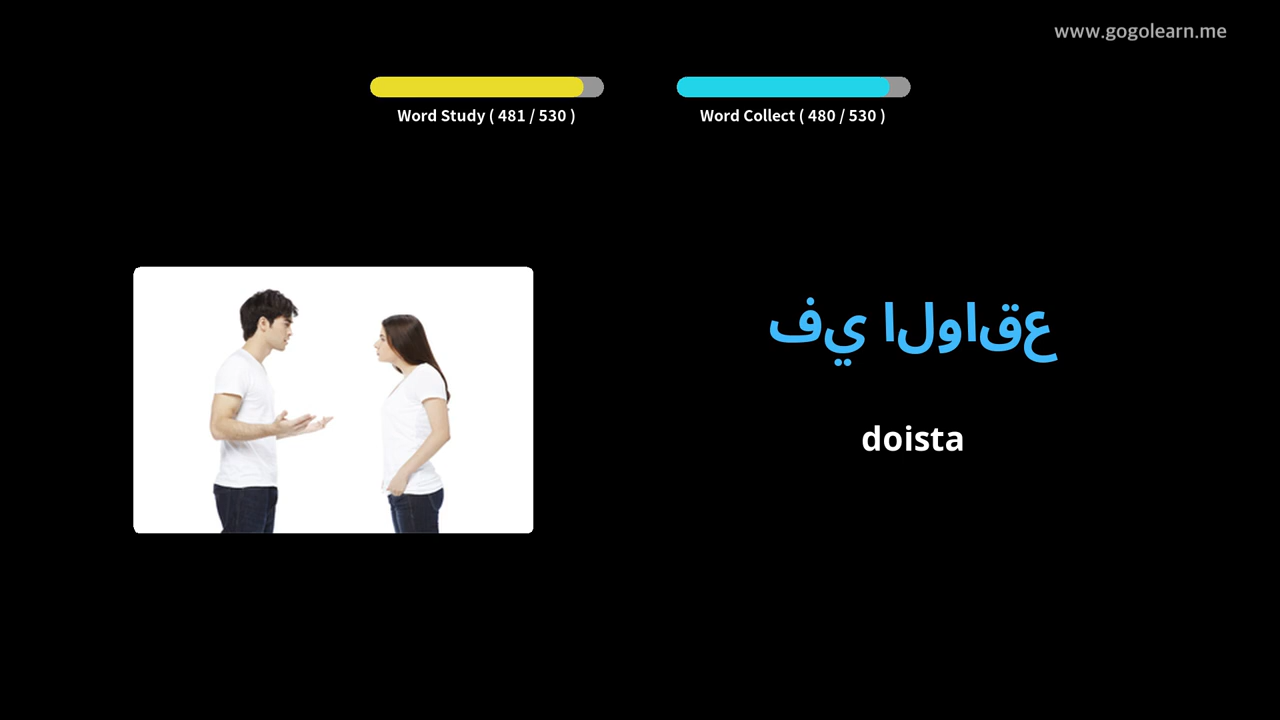 www.gogolearn.me
Word Study ( 481 / 530 )
Word Collect ( 480 / 530 )
في الواقع
doista